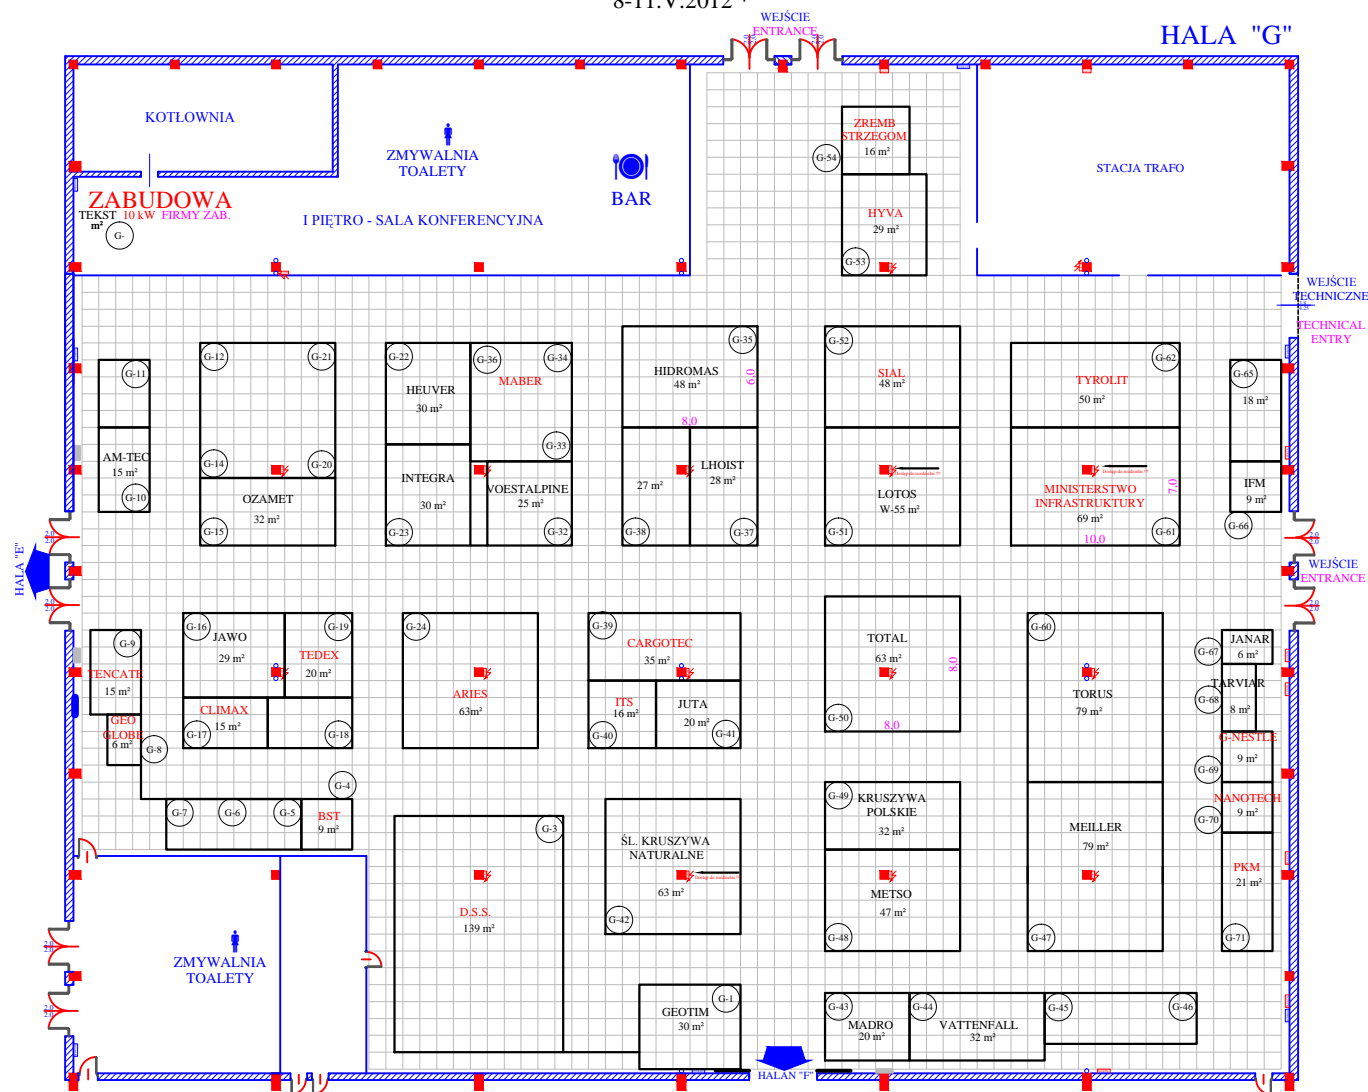 8-11.V.2012
WEJŚCIE
ENTRANCE
HALA "G"
KOTŁOWNIA
ZMYWALNIA
TOALETY
BAR
ZABUDOWA
TEKST 10 kW FIRMY ZAB.
m²
G-
I PIĘTRO - SALA KONFERENCYJNA
ZREMB
STRZEGOM
16 m²
G-54
HYVA
29 m²
G-53
STACJA TRAFO
WEJŚCIE
TECHNICZNE
TECHNICAL
ENTRY
G-11
AM-TEC
15 m²
G-10
G-12
G-21
G-14
G-20
OZAMET
32 m²
G-15
G-22
HEUVER
30 m²
G-36
G-34
MABER
G-33
INTEGRA
30 m²
G-23
VOESTALPINE
25 m²
G-32
G-35
HIDROMAS
48 m²
6,0
8,0
27 m²
G-38
LHOIST
28 m²
G-37
G-52
SIAL
48 m²
LOTOS
W-55 m²
G-51
G-62
TYROLIT
50 m²
MINISTERSTWO
INFRASTRUKTURY
69 m²
7,0
10,0
G-61
G-65
18 m²
IFM
9 m²
G-66
HALA "E"
WEJŚCIE
ENTRANCE
G-9
TENCATE
15 m²
GEO
GLOBE
6 m²
G-8
G-16
JAWO
29 m²
G-19
TEDEX
20 m²
CLIMAX
15 m²
G-17
G-18
G-4
G-7
G-6
G-5
BST
9 m²
G-24
ARIES
63m²
G-39
CARGOTEC
35 m²
ITS
16 m²
G-40
JUTA
20 m²
G-41
TOTAL
63 m²
8,0
8,0
G-50
G-60
TORUS
79 m²
JANAR
6 m²
G-67
TARVIAR
8 m²
G-68
G-NESTLE
9 m²
G-69
NANOTECH
9 m²
G-70
PKM
21 m²
G-71
G-3
D.S.S.
139 m²
ŚL. KRUSZYWA
NATURALNE
63 m²
G-42
G-49
KRUSZYWA
POLSKIE
32 m²
METSO
47 m²
G-48
MEILLER
79 m²
G-47
ZMYWALNIA
TOALETY
G-1
GEOTIM
30 m²
G-43
MADRO
20 m²
G-44
VATTENFALL
32 m²
G-45
G-46
HALAN "F"